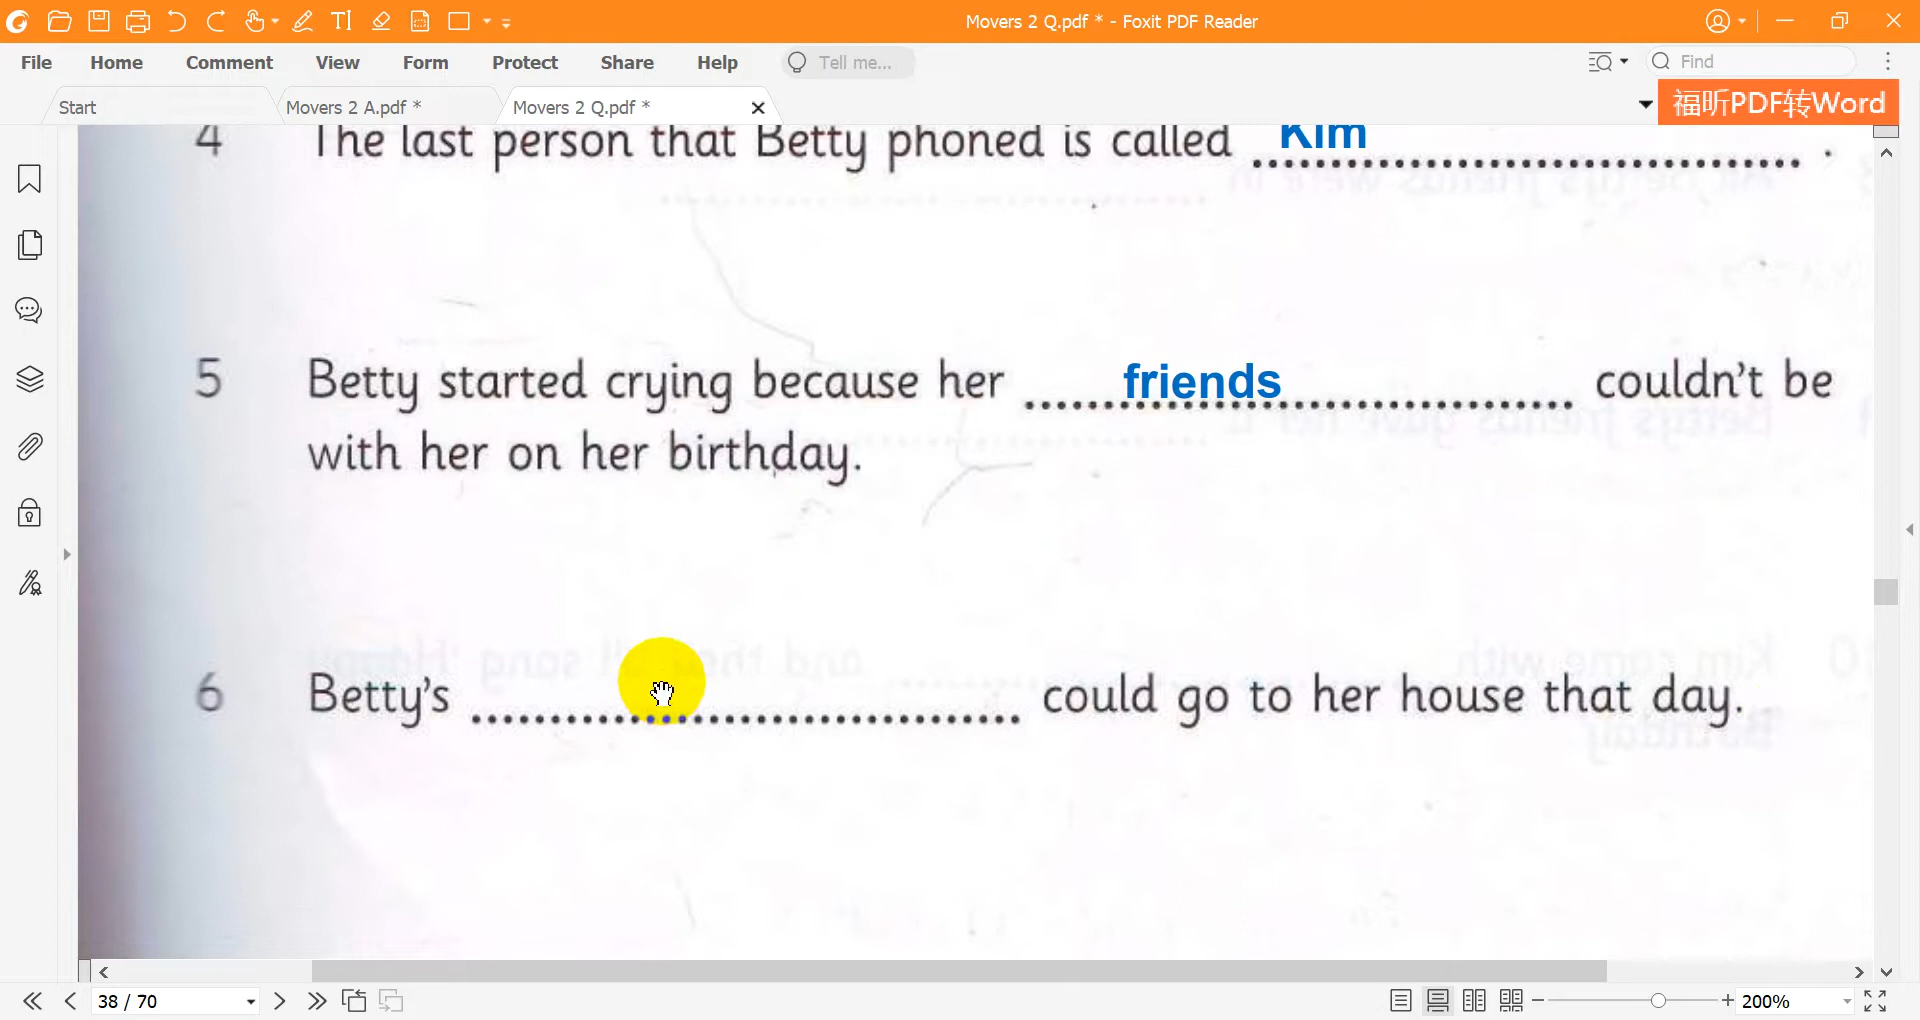 Movers 2 Q.pdf * - Foxit PDF Reader
File Home Comment View Form Protect Share Help Tell me... Find
Start Movers 2 A.pdf * Movers 2 Q.pdf * 福昕PDF转Word
4 The last person that Betty phoned is called Kim .
5 Betty started crying because her friends couldn't be
with her on her birthday.
6 Betty's could go to her house that day.
38 / 70 200%